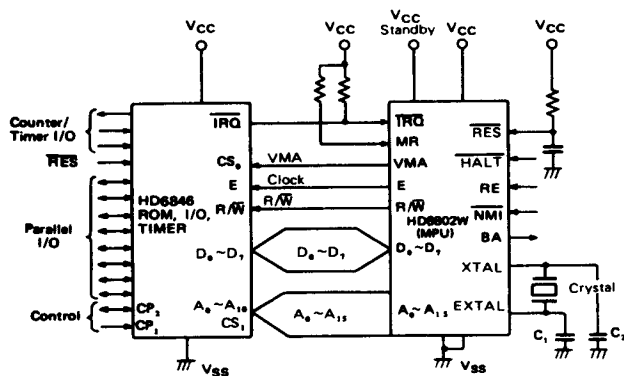 VCC
VCC
VCC
Standby
VCC
VCC
Counter/
Timer I/O
RES
Parallel
I/O
Control
IRQ
CS₀
E
HD6846
ROM, I/O,
TIMER
R/W̅
D₀~D₇
A₀~A₁₀
CS₁
CP₂
CP₁
VSS
VMA
Clock
R/W̅
D₀~D₇
A₀~A₁₅
IRQ
MR
VMA
E
R/W̅
HD6802W
(MPU)
D₀~D₇
A₀~A₁₅
VSS
RES
HALT
RE
NMI
BA
XTAL
EXTAL
Crystal
C₁
C₂